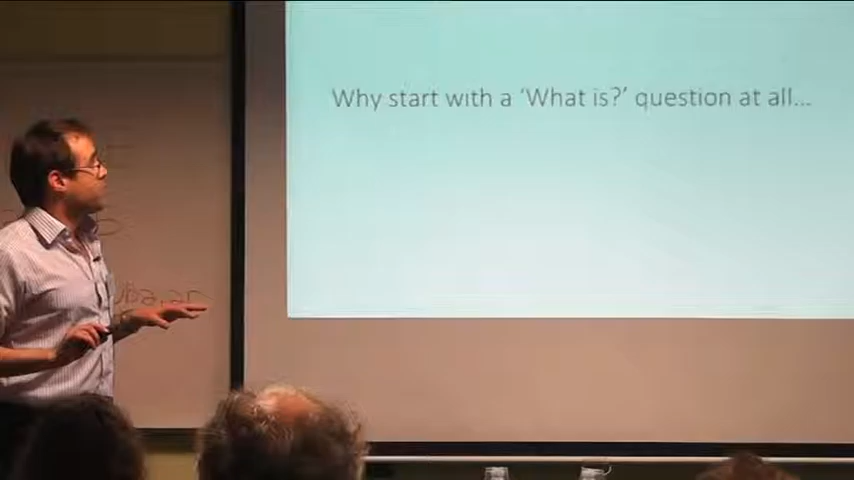 Why start with a ‘What is?’ question at all...